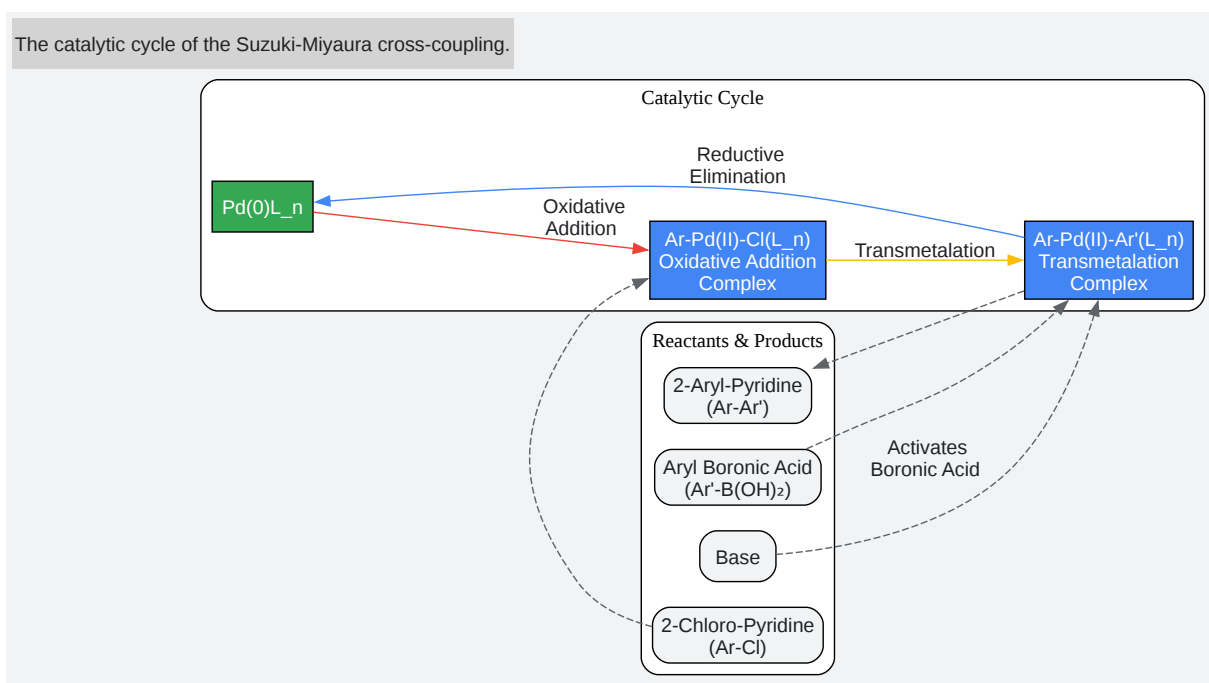 The catalytic cycle of the Suzuki-Miyaura cross-coupling.
Catalytic Cycle
Reductive
Elimination
Pd(0)L_n
Oxidative
Addition
Ar-Pd(II)-Cl(L_n)
Oxidative Addition
Complex
Transmetalation
Ar-Pd(II)-Ar'(L_n)
Transmetalation
Complex
Reactants & Products
2-Aryl-Pyridine
(Ar-Ar')
Aryl Boronic Acid
(Ar'-B(OH)₂)
Activates
Boronic Acid
Base
2-Chloro-Pyridine
(Ar-Cl)